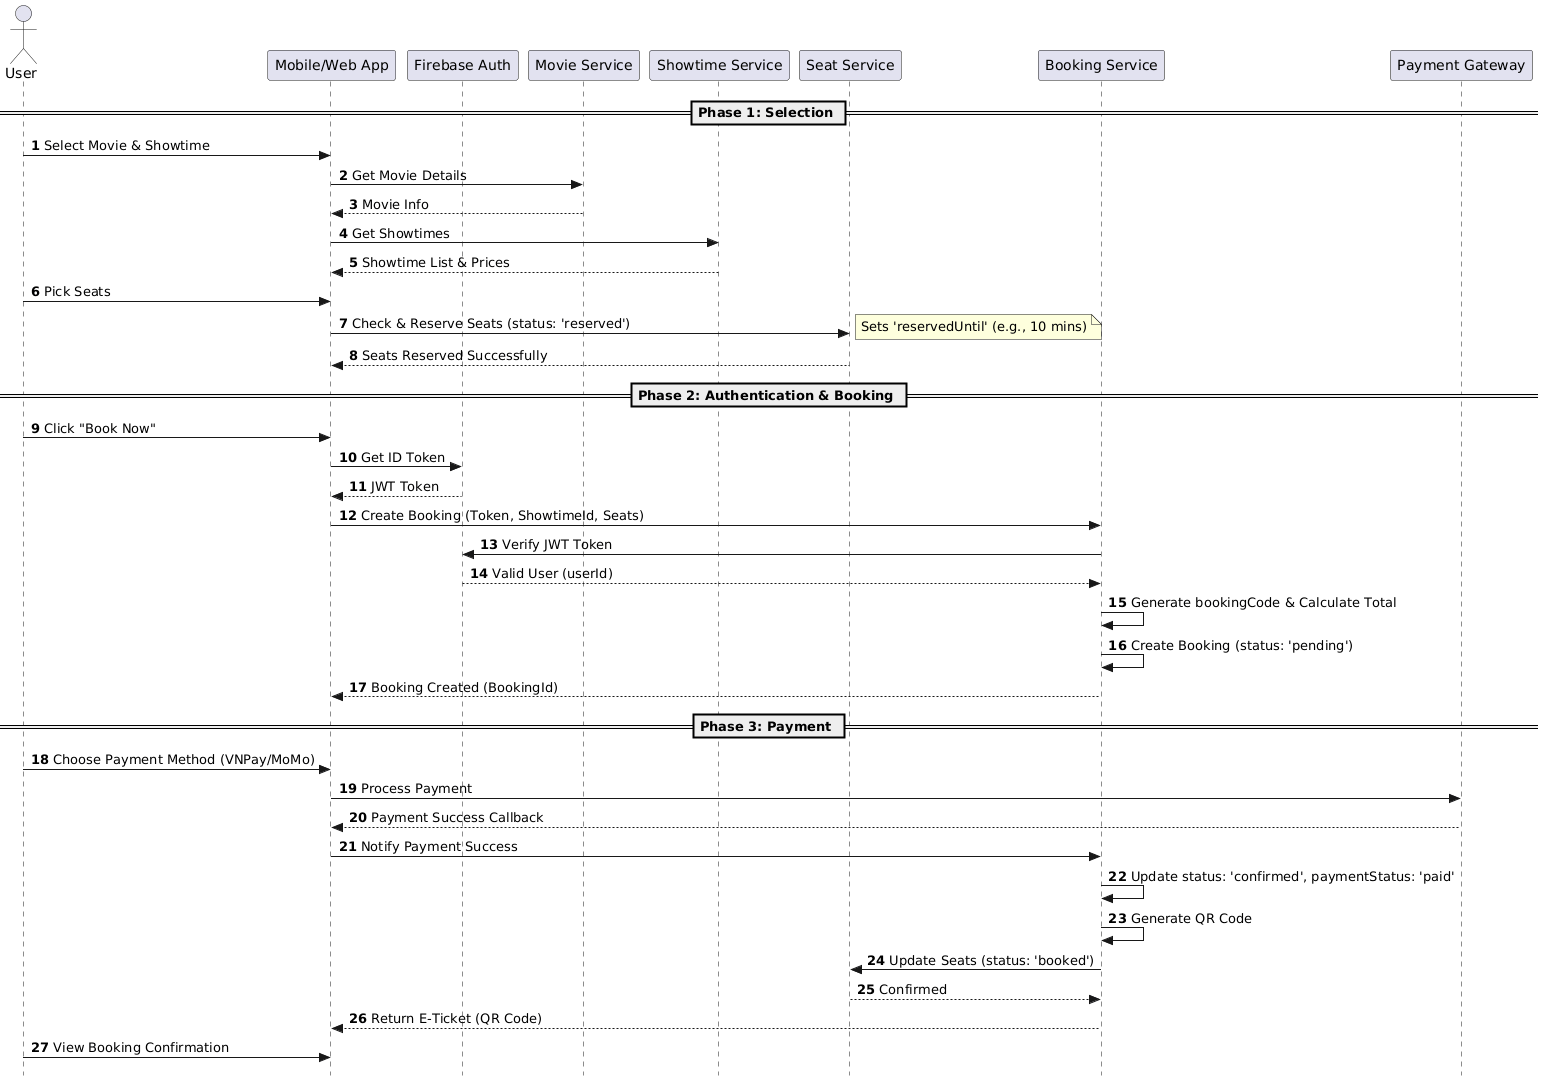 User
Mobile/Web App
Firebase Auth
Movie Service
Showtime Service
Seat Service
Booking Service
Payment Gateway
Phase 1: Selection
1 Select Movie & Showtime
2 Get Movie Details
3 Movie Info
4 Get Showtimes
5 Showtime List & Prices
6 Pick Seats
7 Check & Reserve Seats (status: 'reserved')
Sets 'reservedUntil' (e.g., 10 mins)
8 Seats Reserved Successfully
Phase 2: Authentication & Booking
9 Click "Book Now"
10 Get ID Token
11 JWT Token
12 Create Booking (Token, ShowtimeId, Seats)
13 Verify JWT Token
14 Valid User (userId)
15 Generate bookingCode & Calculate Total
16 Create Booking (status: 'pending')
17 Booking Created (BookingId)
Phase 3: Payment
18 Choose Payment Method (VNPay/MoMo)
19 Process Payment
20 Payment Success Callback
21 Notify Payment Success
22 Update status: 'confirmed', paymentStatus: 'paid'
23 Generate QR Code
24 Update Seats (status: 'booked')
25 Confirmed
26 Return E-Ticket (QR Code)
27 View Booking Confirmation